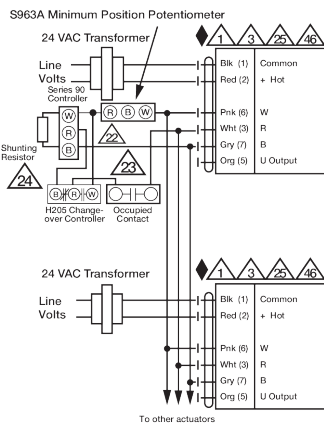 S963A Minimum Position Potentiometer
24 VAC Transformer
1 3 25 46
Line
Volts
Blk (1) Common
Red (2) + Hot
Series 90
Controller
W
R
B
R B W
Pnk (6) W
Wht (3) R
Gry (7) B
Org (5) U Output
22
Shunting
Resistor
24
23
B R W
H205 Change-
over Controller
Occupied
Contact
24 VAC Transformer
1 3 25 46
Line
Volts
Blk (1) Common
Red (2) + Hot
Pnk (6) W
Wht (3) R
Gry (7) B
Org (5) U Output
To other actuators